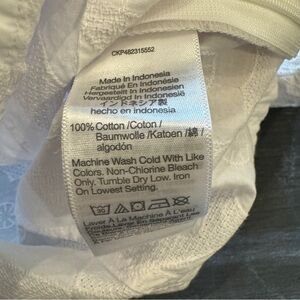 CKP482315552
Made In Indonesia
Fabriqué En Indonésie
Hergestellt In Indonesien
Vervaardigd In Indonesië
インドネシア製
hecho en indonesia
100% Cotton /Coton /
Baumwolle /Katoen /綿 /
algodón
Machine Wash Cold With Like
Colors. Non-Chlorine Bleach
Only. Tumble Dry Low. Iron
On Lowest Setting.
Laver À La Machine À L'eau
Froide